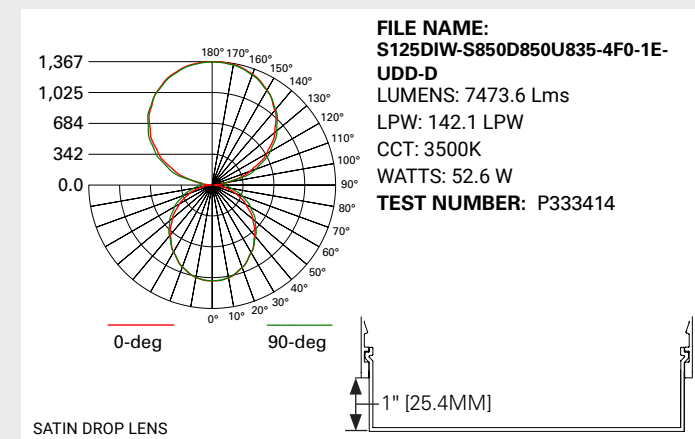 1,367
1,025
684
342
0.0
180° 170° 160° 150° 140° 130° 120° 110° 100° 90° 80° 70° 60° 50° 40° 30° 20° 10° 0°
0-deg
90-deg
FILE NAME:
S125DIW-S850D850U835-4F0-1E-
UDD-D
LUMENS: 7473.6 Lms
LPW: 142.1 LPW
CCT: 3500K
WATTS: 52.6 W
TEST NUMBER: P333414
1" [25.4MM]
SATIN DROP LENS